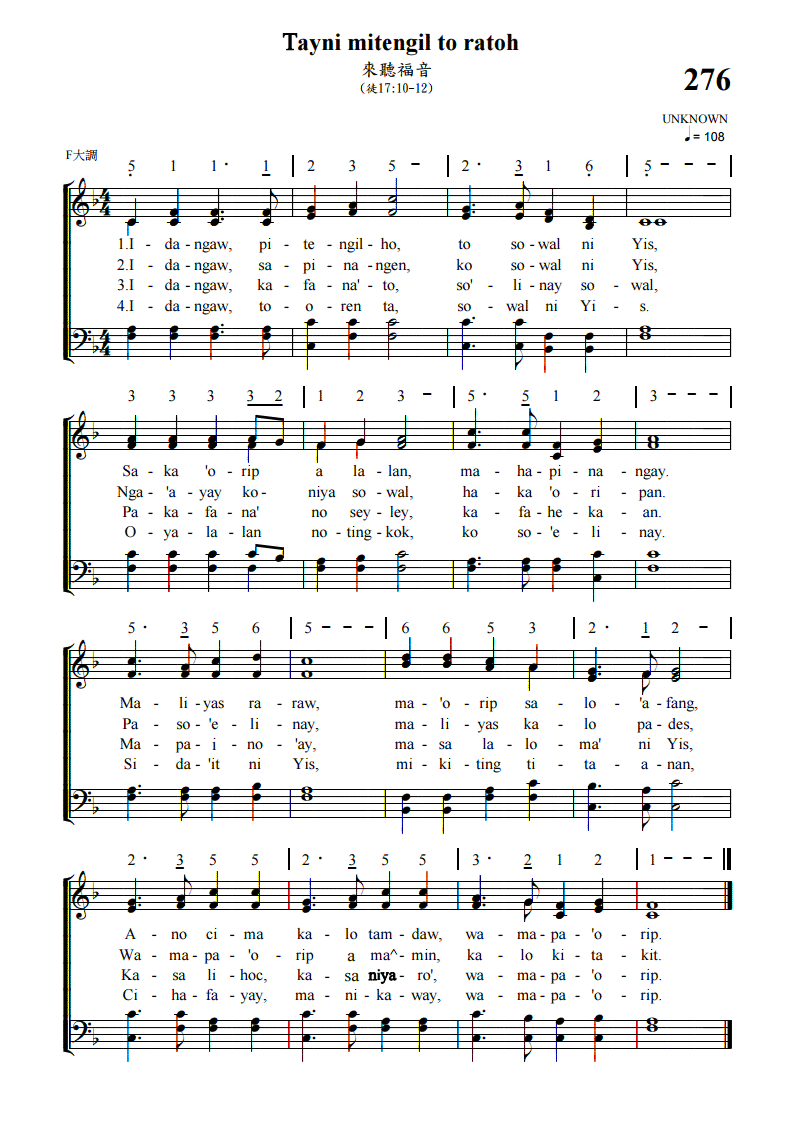 Tayni mitengil to ratoh
來聽福音
(徒17:10-12)
276
UNKNOWN
♩ = 108
F大調
5 1 1 · 1 | 2 3 5 − | 2 · 3 1 6 | 5 − − − |
1.I - da - ngaw, pi - te - ngil - ho, to so - wal ni Yis,
2.I - da - ngaw, sa - pi - na - ngen, ko so - wal ni Yis,
3.I - da - ngaw, ka - fa - na' - to, so' - li - nay so - wal,
4.I - da - ngaw, to - o - ren ta, so - wal ni Yi - s.
3 3 3 3 2 | 1 2 3 − | 5 · 5 1 2 | 3 − − − |
Sa - ka 'o - rip a la - lan, ma - ha - pi - na - ngay.
Nga - 'a - yay ko - niya so - wal, ha - ka 'o - ri - pan.
Pa - ka - fa - na' no sey - ley, ka - fa - he - ka - an.
O - ya - la - lan no - ting - kok, ko so - 'e - li - nay.
5 · 3 5 6 | 5 − − − | 6 6 5 3 | 2 · 1 2 − |
Ma - li - yas ra - raw, ma - 'o - rip sa - lo - 'a - fang,
Pa - so - 'e - li - nay, ma - li - yas ka - lo pa - des,
Ma - pa - i - no - 'ay, ma - sa la - lo - ma' ni Yis,
Si - da - 'it ni Yis, mi - ki - ting ti - ta - a - nan,
2 · 3 5 5 | 2 · 3 5 5 | 3 · 2 1 2 | 1 − − −
A - no ci - ma ka - lo tam - daw, wa - ma - pa - 'o - rip.
Wa - ma - pa - 'o - rip a ma^ - min, ka - lo ki - ta - kit.
Ka - sa li - hoc, ka - sa niya - ro', wa - ma - pa - 'o - rip.
Ci - ha - fa - yay, ma - ni - ka - way, wa - ma - pa - 'o - rip.